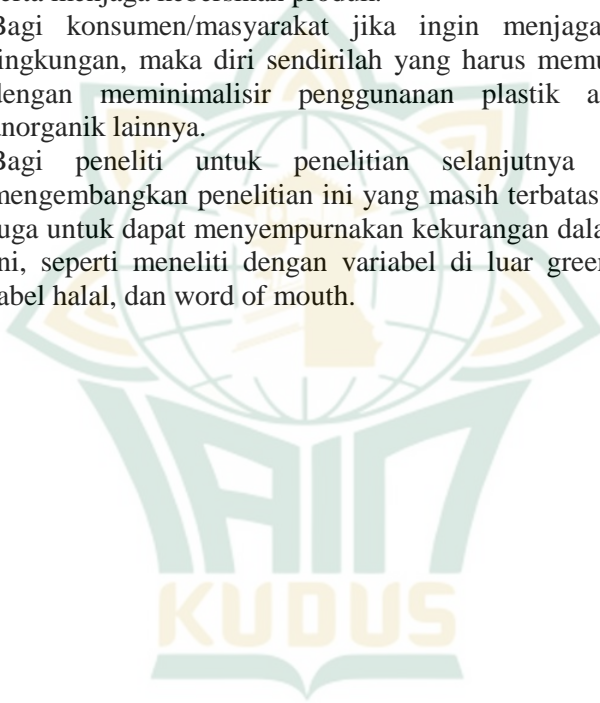 serta menjaga kebersihan produk.
Bagi konsumen/masyarakat jika ingin menjaga
lingkungan, maka diri sendirilah yang harus
dengan meminimalisir penggunanan plastik
anorganik lainnya.
Bagi peneliti untuk penelitian selanjutnya
mengembangkan penelitian ini yang masih terbatas
juga untuk dapat menyempurnakan kekurangan
ini, seperti meneliti dengan variabel di luar green
label halal, dan word of mouth.
IAIN
KUDUS